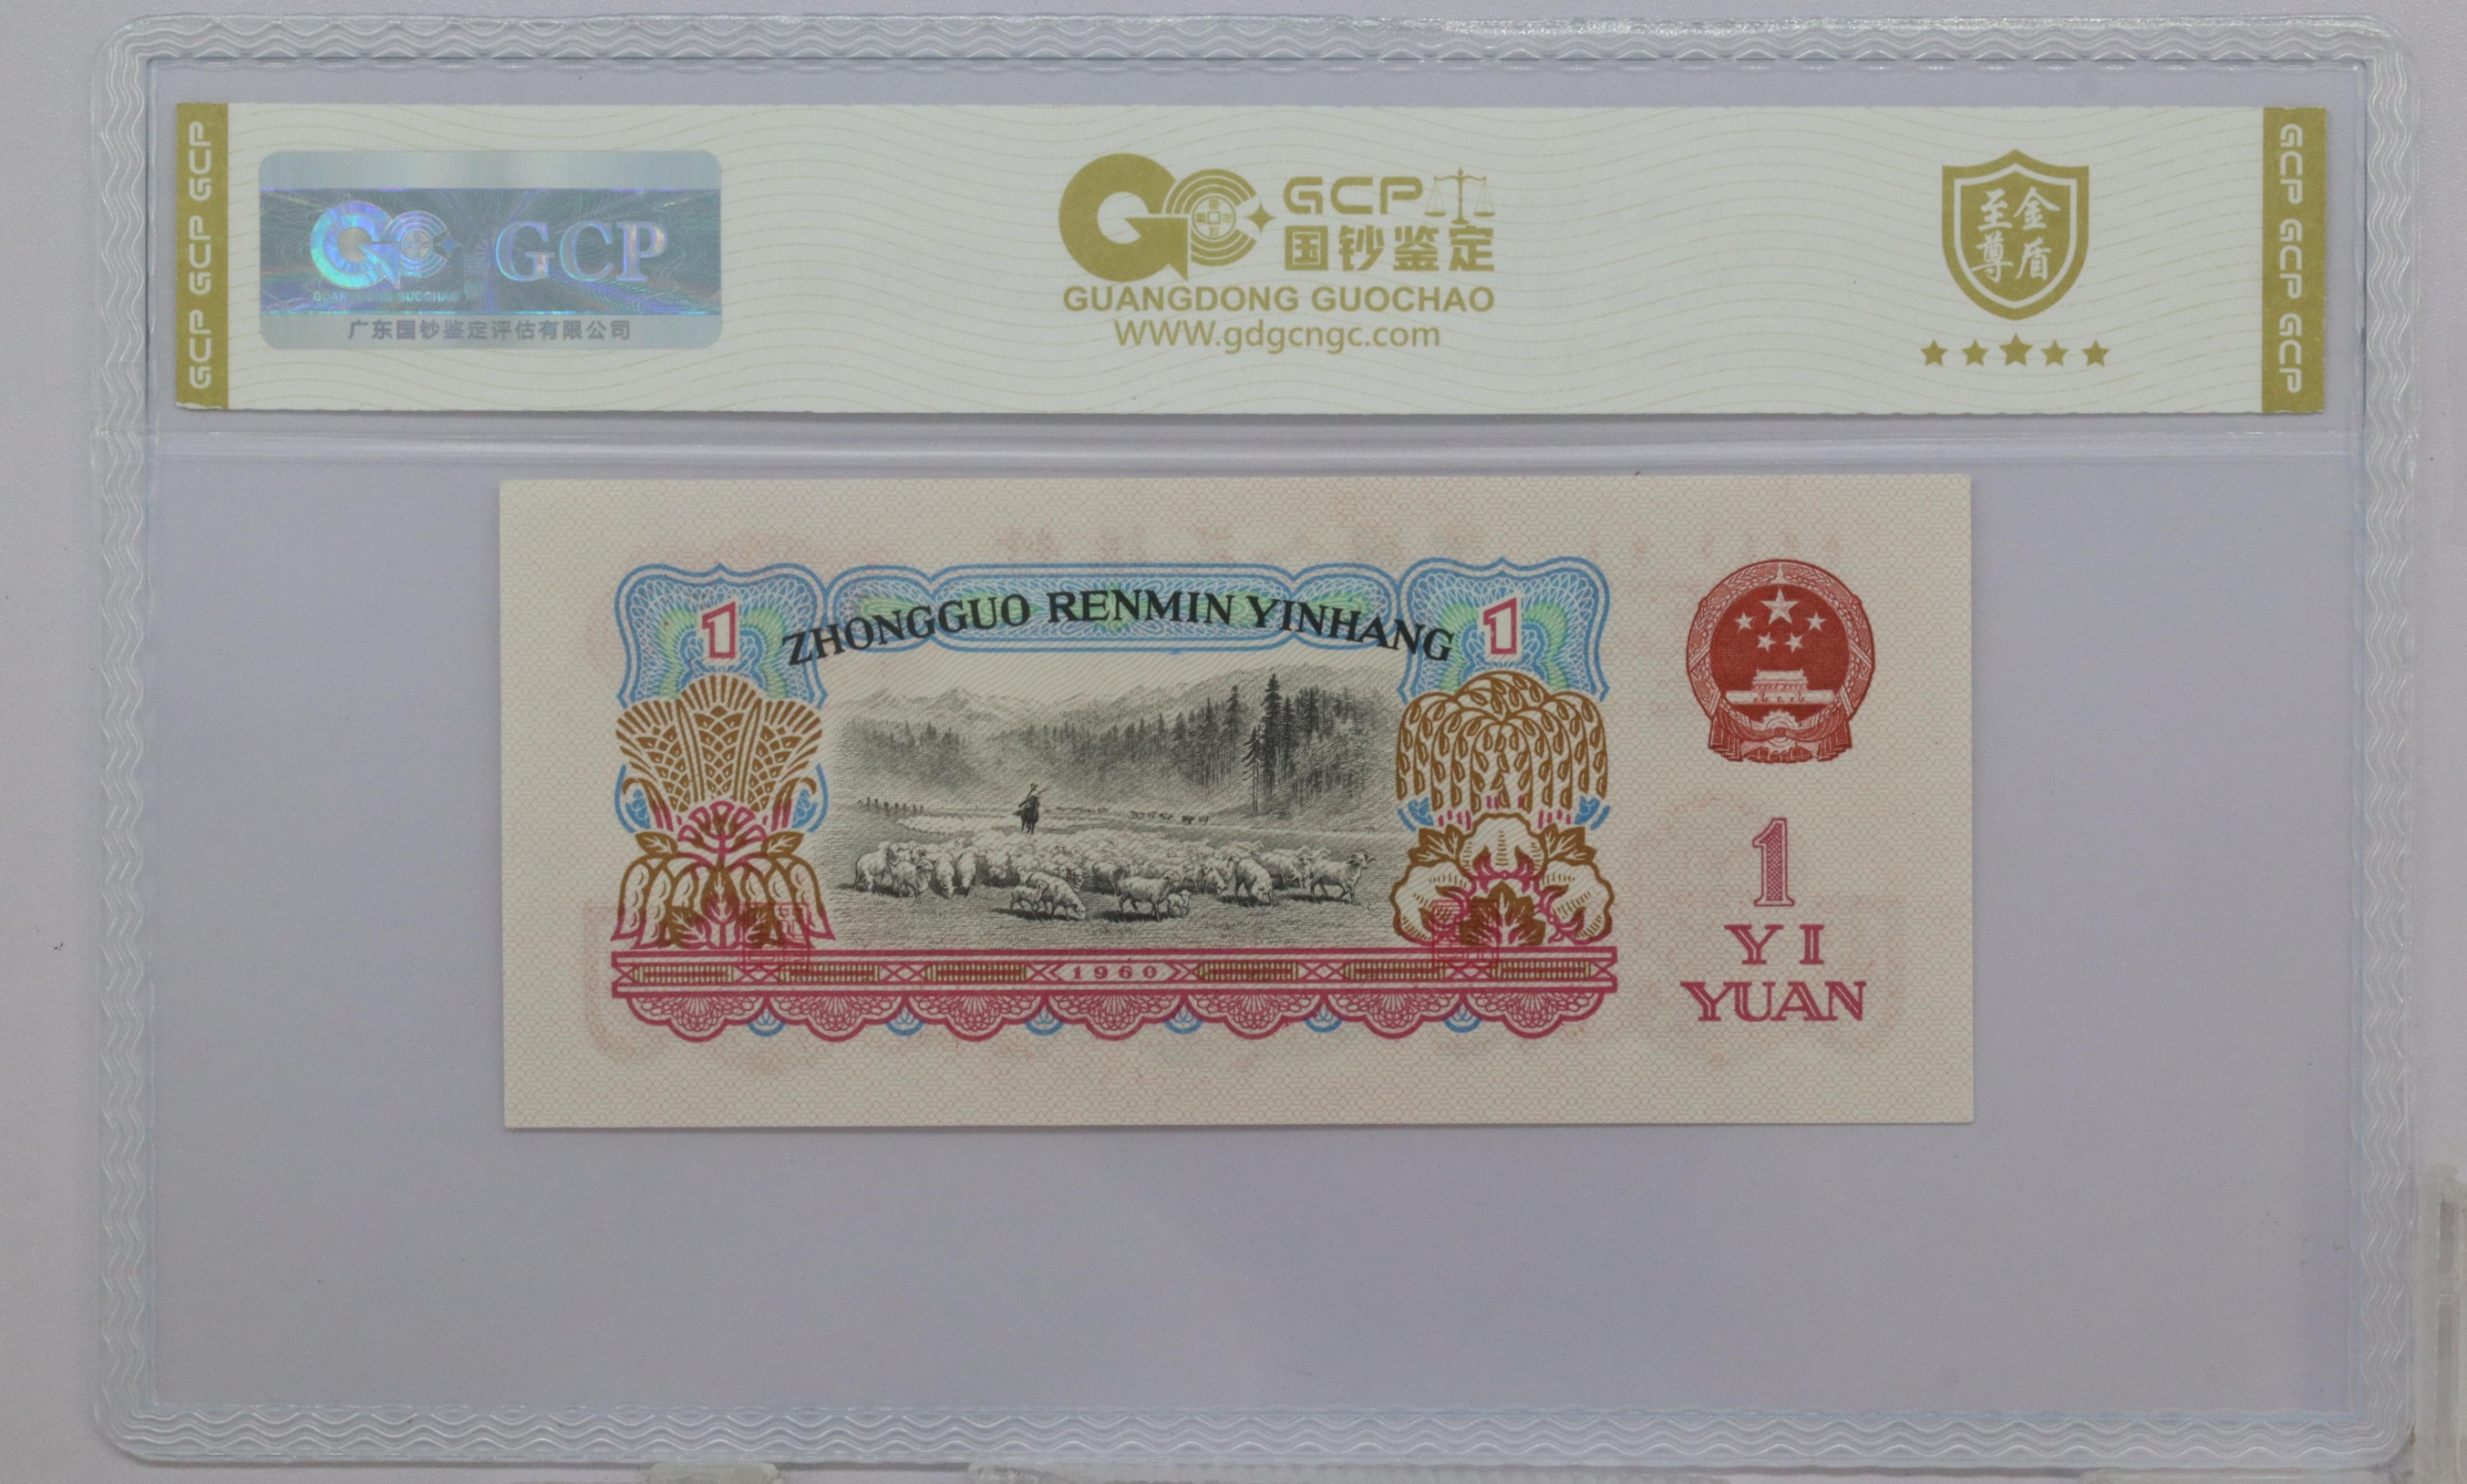 GCP GCP GCP
GCP
GUANGDONG GUOCHAO
广东国钞鉴定评估有限公司
GCP
国钞鉴定
GUANGDONG GUOCHAO
WWW.gdgcngc.com
至尊
金盾
GCP GCP GCP
ZHONGGUO RENMIN YINHANG
1
1
1
YI
YUAN
1960